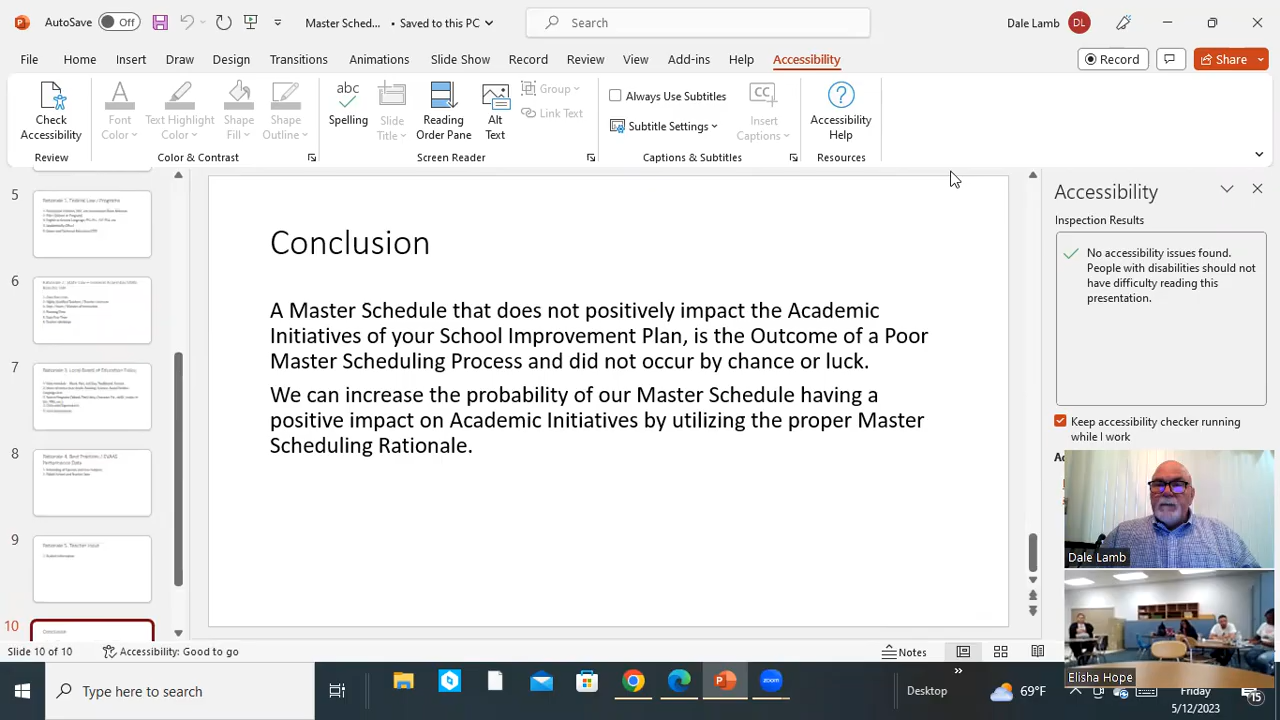 AutoSave Off Master Sched... • Saved to this PC Search Dale Lamb DL
File Home Insert Draw Design Transitions Animations Slide Show Record Review View Add-ins Help Accessibility Record Share
Check Accessibility
Font Color
Text Highlight Color
Shape Fill
Shape Outline
abc
Spelling
Slide Title
Reading Order Pane
Alt Text
Group
Link Text
Always Use Subtitles
Subtitle Settings
CC
Insert Captions
Accessibility Help
Review Color & Contrast Screen Reader Captions & Subtitles Resources
5
6
7
8
9
10
Conclusion
A Master Schedule that does not positively impact the Academic
Initiatives of your School Improvement Plan, is the Outcome of a Poor
Master Scheduling Process and did not occur by chance or luck.
We can increase the probability of our Master Schedule having a
positive impact on Academic Initiatives by utilizing the proper Master
Scheduling Rationale.
Accessibility
Inspection Results
No accessibility issues found.
People with disabilities should not
have difficulty reading this
presentation.
Keep accessibility checker running
while I work
Dale Lamb
Elisha Hope
Slide 10 of 10 Accessibility: Good to go Notes
Type here to search zoom Desktop 69°F Friday
5/12/2023 15